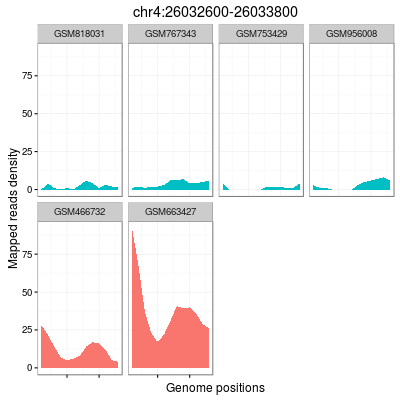 chr4:26032600-26033800
GSM818031 GSM767343 GSM753429 GSM956008
75
50
25
0
Mapped reads density
GSM466732 GSM663427
75
50
25
0
Genome positions